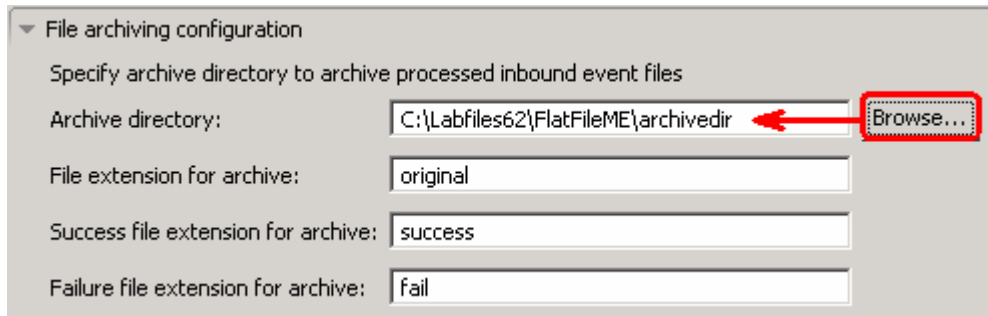 File archiving configuration
Specify archive directory to archive processed inbound event files
Archive directory: C:\Labfiles62\FlatFileME\archivedir Browse...
File extension for archive: original
Success file extension for archive: success
Failure file extension for archive: fail